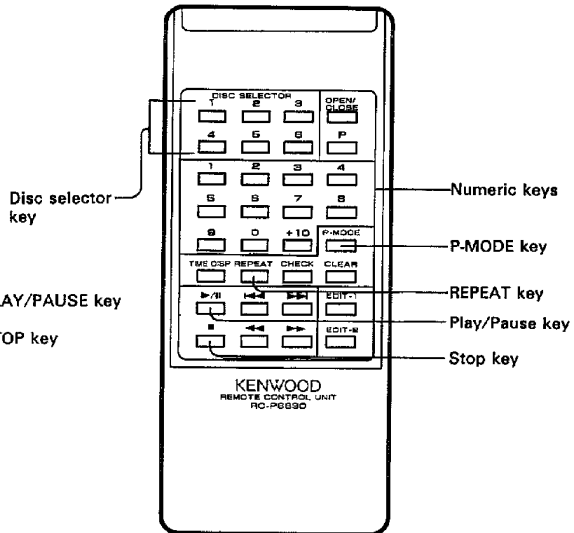 DISC SELECTOR
1 2 3 OPEN/CLOSE
4 5 6 P
1 2 3 4
5 6 7 8
9 0 +10 P-MODE
TIME DISP REPEAT CHECK CLEAR
►/II I◄◄ ►►I EDIT-1
■ ◄◄ ►► EDIT-2
KENWOOD
REMOTE CONTROL UNIT
Disc selector
key
AY/PAUSE key
OP key
Numeric keys
P-MODE key
REPEAT key
Play/Pause key
Stop key